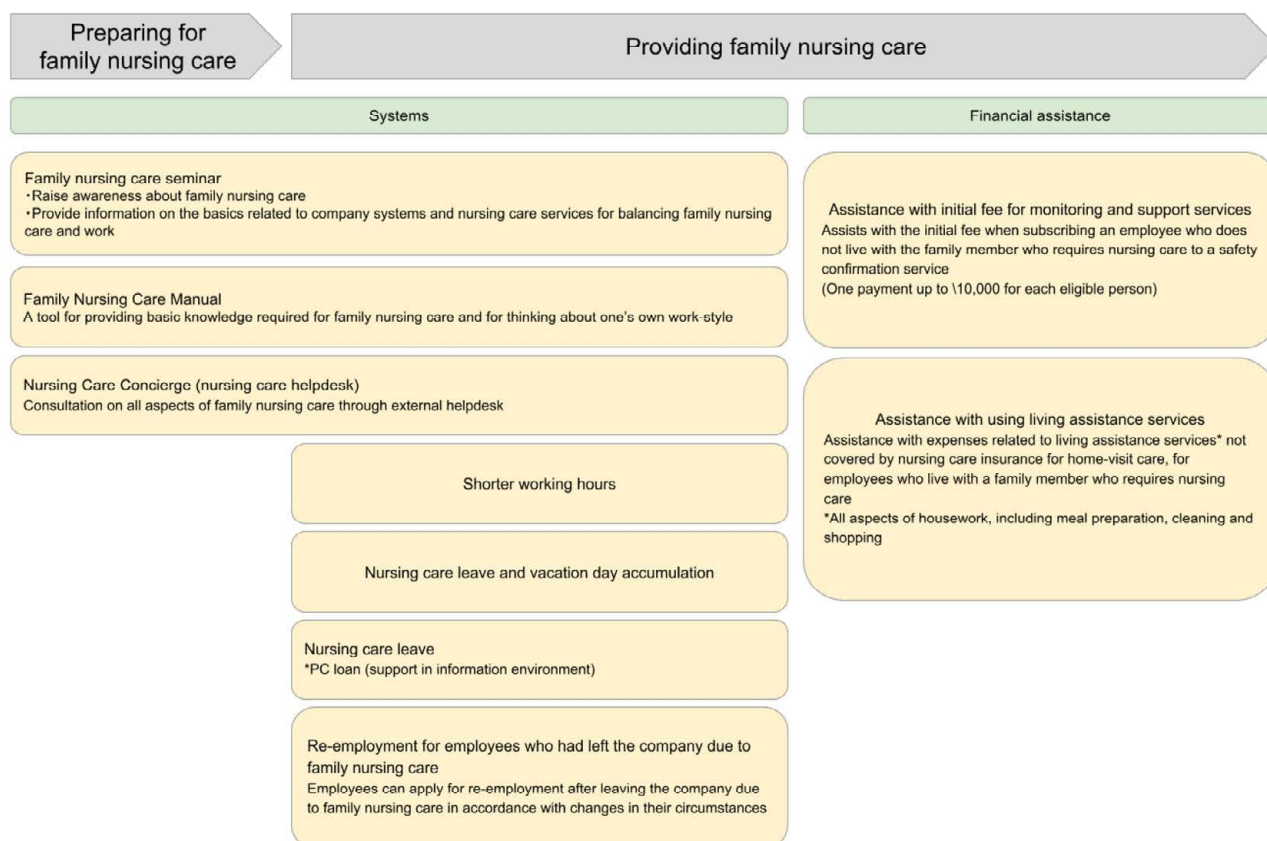 Preparing for
family nursing care
Providing family nursing care
Systems
Financial assistance
Family nursing care seminar
・Raise awareness about family nursing care
・Provide information on the basics related to company systems and nursing care services for balancing family nursing
care and work
Family Nursing Care Manual
A tool for providing basic knowledge required for family nursing care and for thinking about one's own work-style
Nursing Care Concierge (nursing care helpdesk)
Consultation on all aspects of family nursing care through external helpdesk
Shorter working hours
Nursing care leave and vacation day accumulation
Nursing care leave
*PC loan (support in information environment)
Re-employment for employees who had left the company due to
family nursing care
Employees can apply for re-employment after leaving the company due
to family nursing care in accordance with changes in their circumstances
Assistance with initial fee for monitoring and support services
Assists with the initial fee when subscribing an employee who does
not live with the family member who requires nursing care to a safety
confirmation service
(One payment up to \10,000 for each eligible person)
Assistance with using living assistance services
Assistance with expenses related to living assistance services* not
covered by nursing care insurance for home-visit care, for
employees who live with a family member who requires nursing
care
*All aspects of housework, including meal preparation, cleaning and
shopping